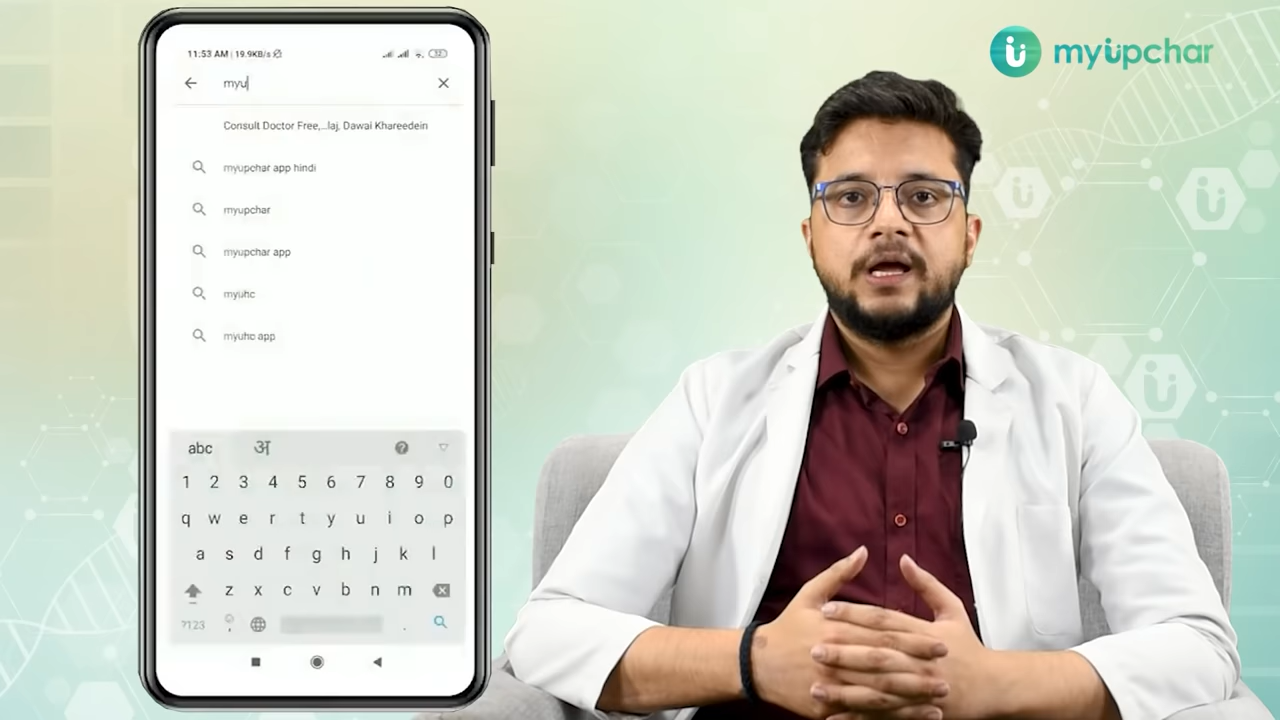 11:53 AM | 19.9KB/s
myu
Consult Doctor Free,...laj, Dawai Khareedein
myupchar app hindi
myupchar
myupchar app
myuhc
myuhc app
abc अ
1 2 3 4 5 6 7 8 9 0
q w e r t y u i o p
a s d f g h j k l
z x c v b n m
?123 , .
myUpchar